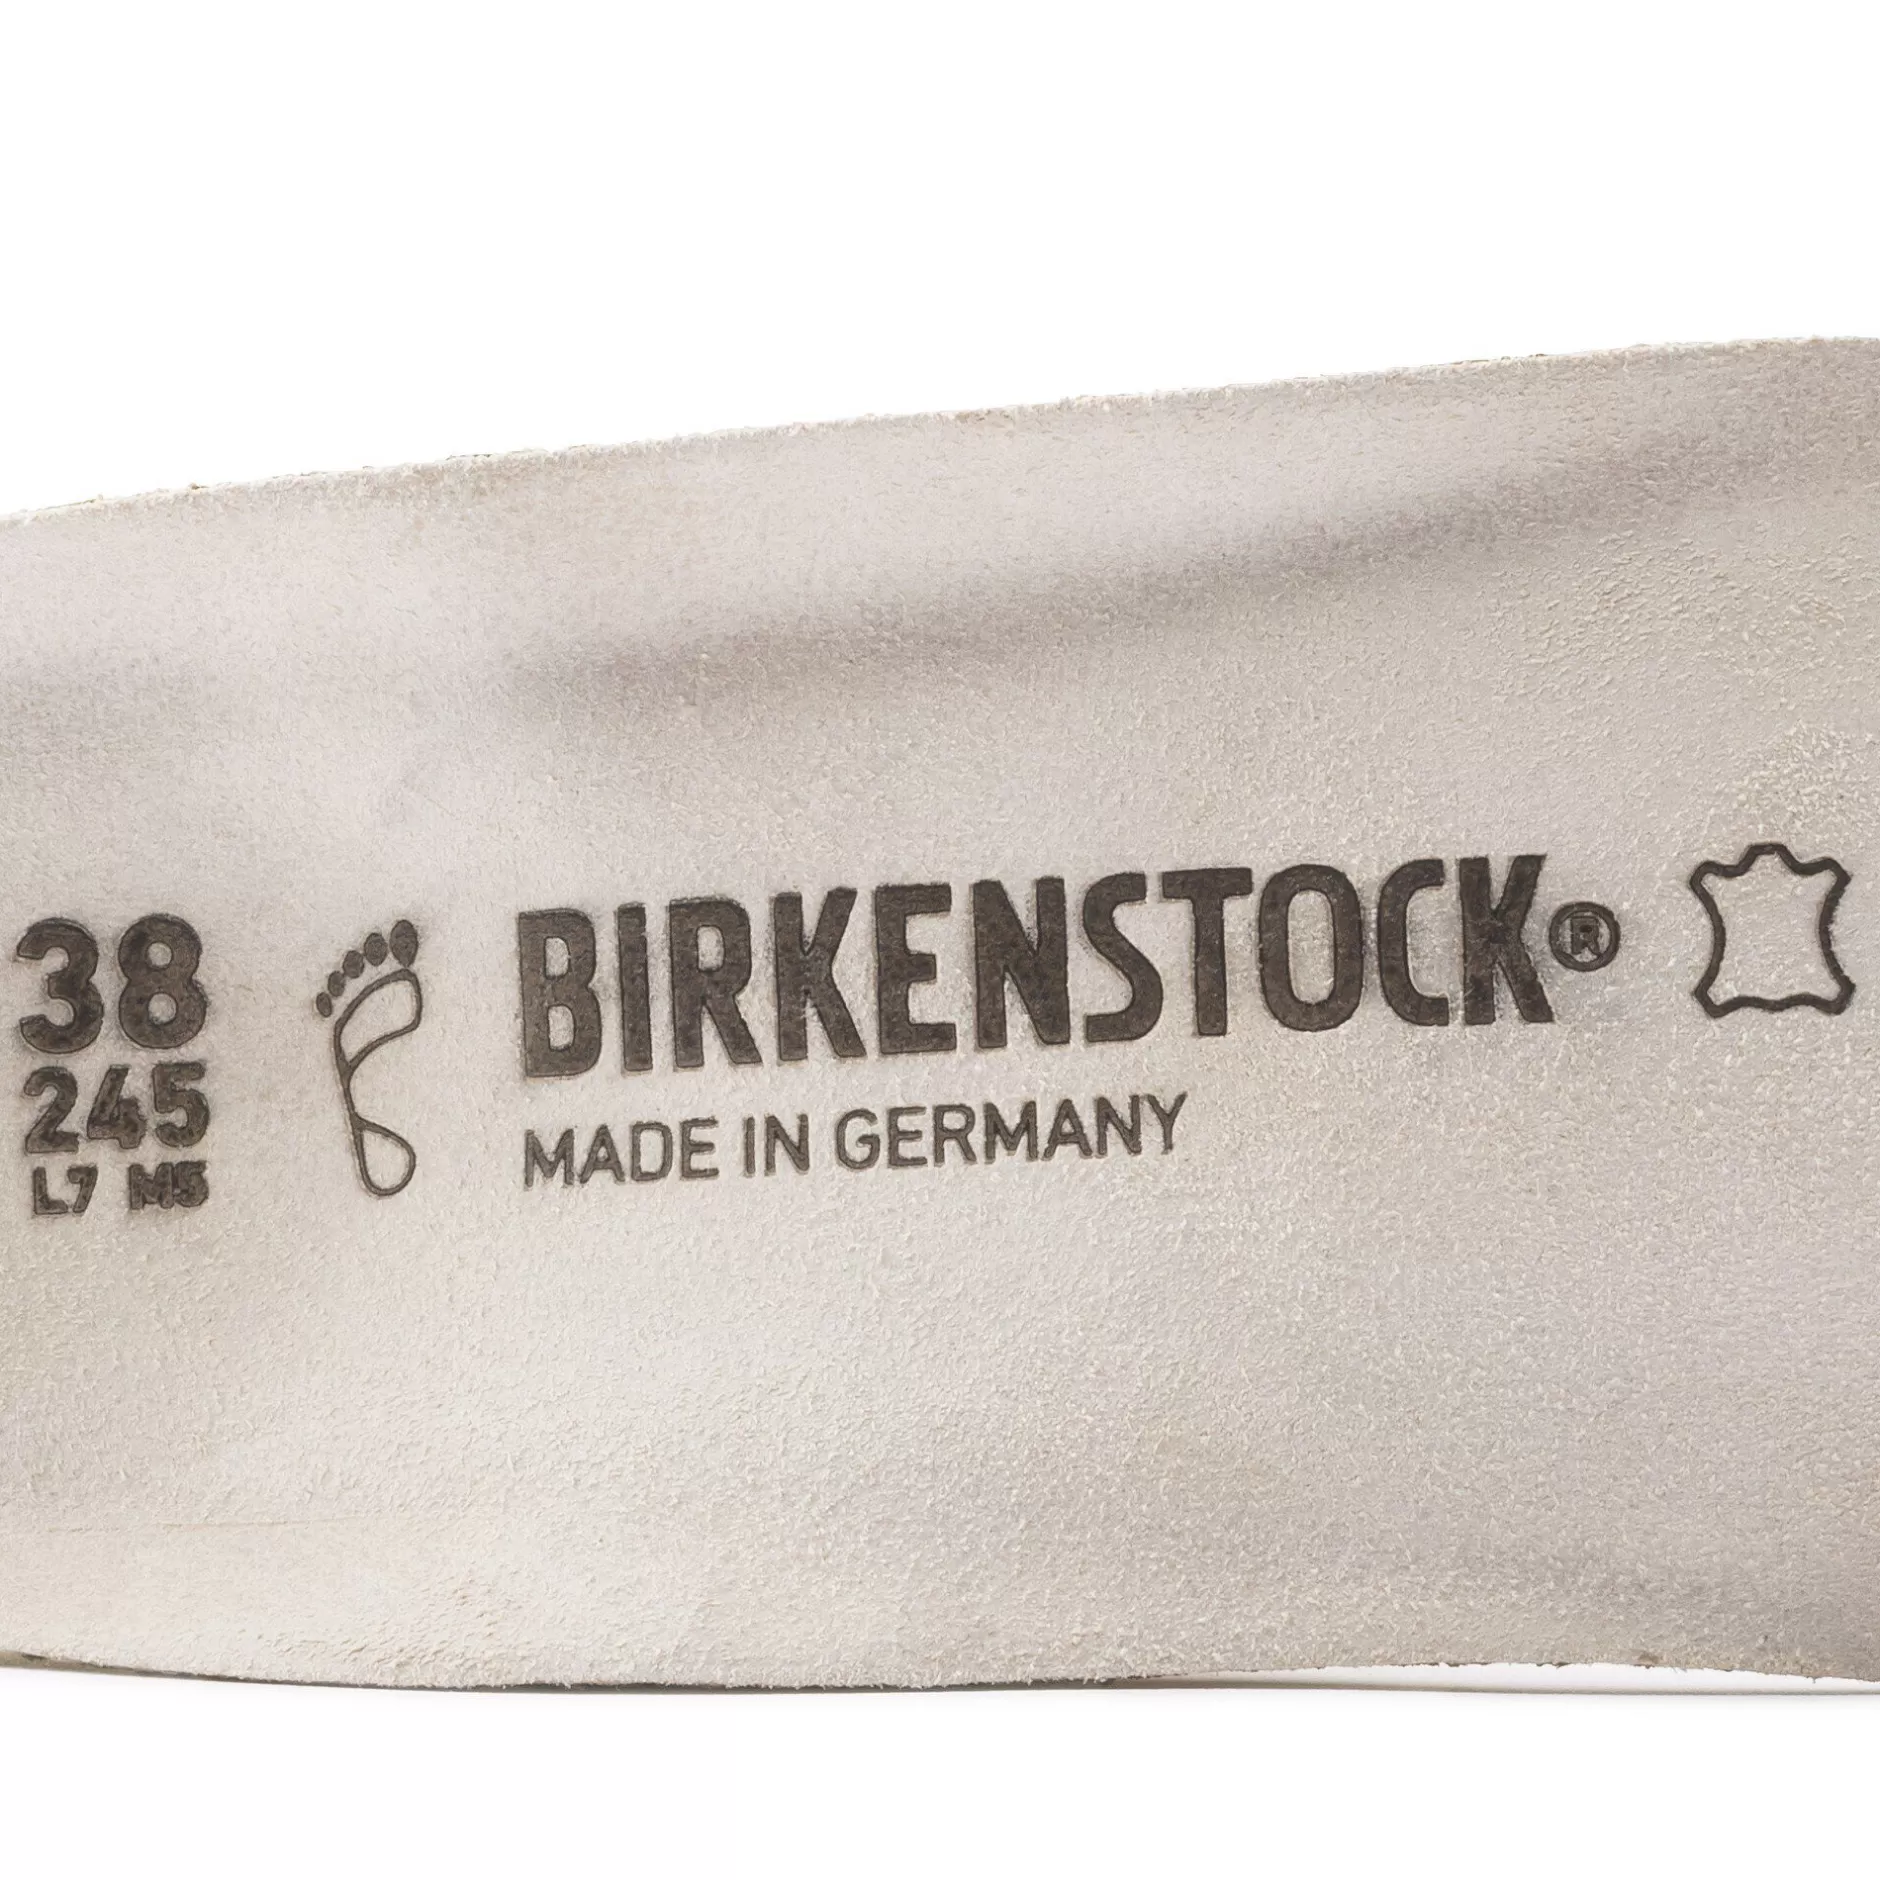 38
245
L7 M5
BIRKENSTOCK®
MADE IN GERMANY